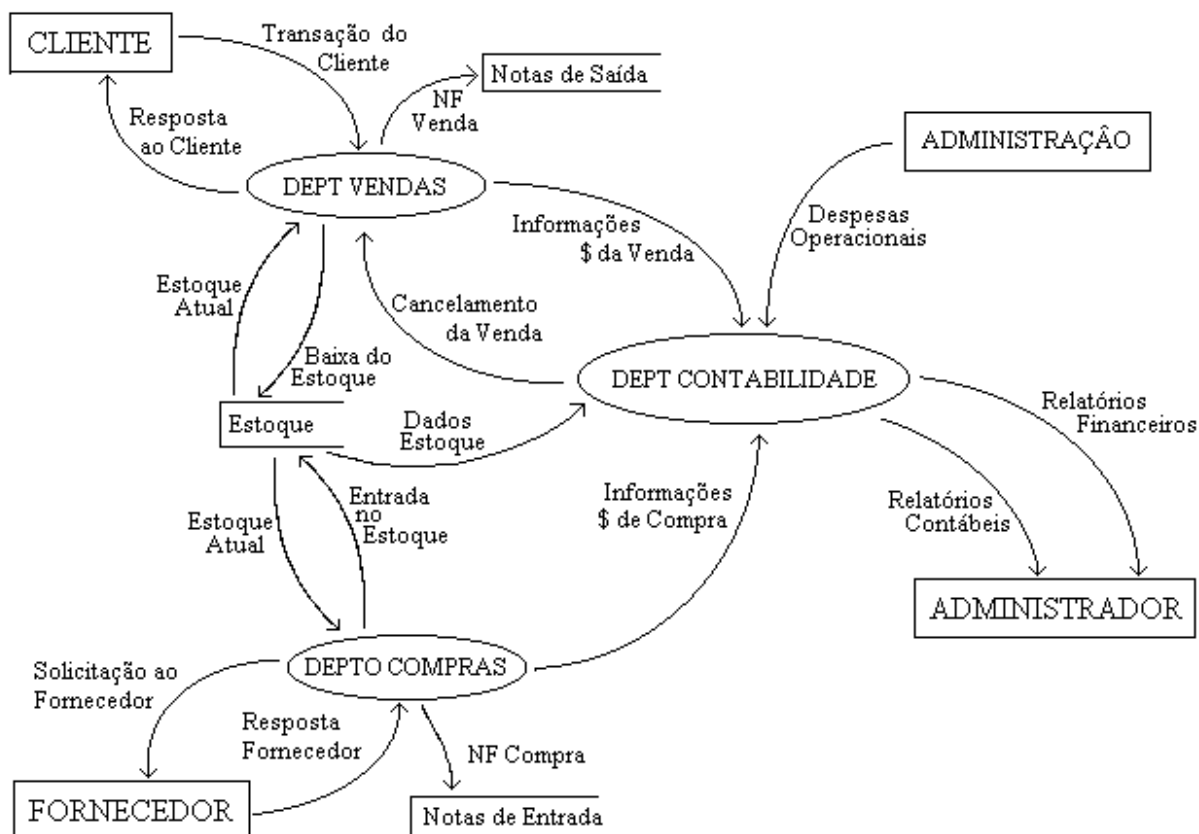 CLIENTE
Transação do
Cliente
Notas de Saída
NF
Venda
Resposta
ao Cliente
ADMINISTRAÇÂO
DEPT VENDAS
Despesas
Operacionais
Informações
$ da Venda
Estoque
Atual
Cancelamento
da Venda
Baixa do
Estoque
DEPT CONTABILIDADE
Estoque
Dados
Estoque
Relatórios
Financeiros
Entrada
no
Estoque
Informações
$ de Compra
Estoque
Atual
Relatórios
Contábeis
ADMINISTRADOR
DEPTO COMPRAS
Solicitação ao
Fornecedor
Resposta
Fornecedor
NF Compra
FORNECEDOR
Notas de Entrada